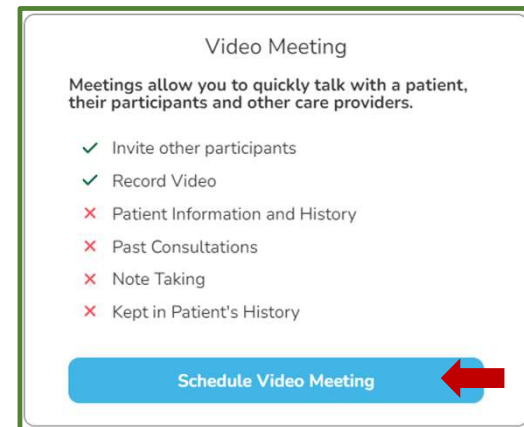 Video Meeting
Meetings allow you to quickly talk with a patient,
their participants and other care providers.
Invite other participants
Record Video
Patient Information and History
Past Consultations
Note Taking
Kept in Patient's History
Schedule Video Meeting